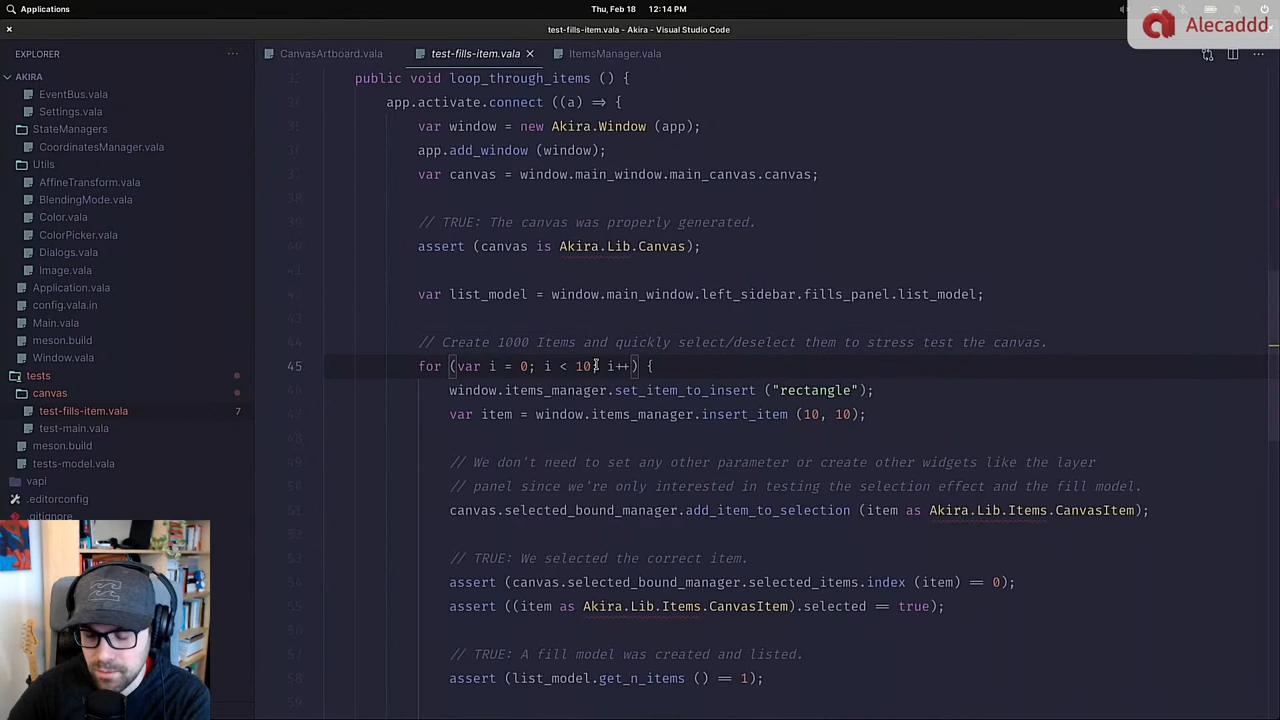 Applications
Thu, Feb 18
12:14 PM
test-fills-item.vala - Akira - Visual Studio Code
Alecaddd
EXPLORER
CanvasArtboard.vala
test-fills-item.vala
ItemsManager.vala
AKIRA
EventBus.vala
Settings.vala
StateManagers
CoordinatesManager.vala
Utils
AffineTransform.vala
BlendingMode.vala
Color.vala
ColorPicker.vala
Dialogs.vala
Image.vala
Application.vala
config.vala.in
Main.vala
meson.build
Window.vala
tests
canvas
test-fills-item.vala 7
test-main.vala
meson.build
tests-model.vala
vapi
.editorconfig
.gitignore
public void loop_through_items () {
app.activate.connect ((a) => {
var window = new Akira.Window (app);
app.add_window (window);
var canvas = window.main_window.main_canvas.canvas;
// TRUE: The canvas was properly generated.
assert (canvas is Akira.Lib.Canvas);
var list_model = window.main_window.left_sidebar.fills_panel.list_model;
// Create 1000 Items and quickly select/deselect them to stress test the canvas.
45 for (var i = 0; i < 10; i++) {
window.items_manager.set_item_to_insert ("rectangle");
var item = window.items_manager.insert_item (10, 10);
// We don't need to set any other parameter or create other widgets like the layer
// panel since we're only interested in testing the selection effect and the fill model.
canvas.selected_bound_manager.add_item_to_selection (item as Akira.Lib.Items.CanvasItem);
// TRUE: We selected the correct item.
assert (canvas.selected_bound_manager.selected_items.index (item) == 0);
assert ((item as Akira.Lib.Items.CanvasItem).selected == true);
// TRUE: A fill model was created and listed.
assert (list_model.get_n_items () == 1);